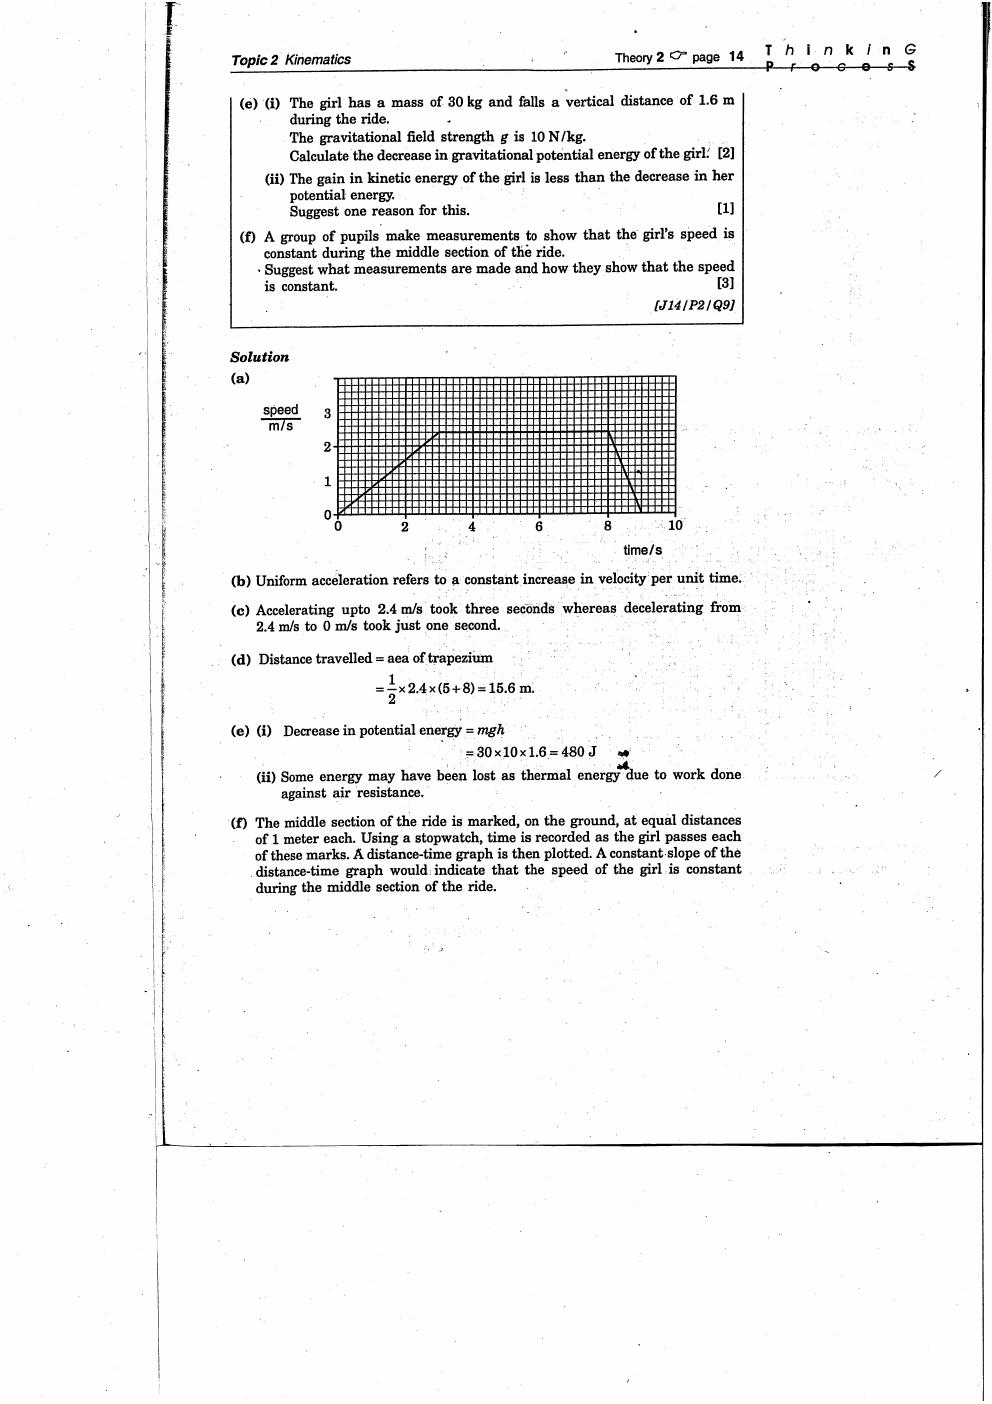 Topic 2 Kinematics
Theory 2 ☞ page 14
T h i n k i n G
P r o c e s S
(e) (i) The girl has a mass of 30 kg and falls a vertical distance of 1.6 m
during the ride.
The gravitational field strength g is 10 N/kg.
Calculate the decrease in gravitational potential energy of the girl. [2]
(ii) The gain in kinetic energy of the girl is less than the decrease in her
potential energy.
Suggest one reason for this. [1]
(f) A group of pupils make measurements to show that the girl's speed is
constant during the middle section of the ride.
Suggest what measurements are made and how they show that the speed
is constant. [3]
[J14/P2/Q9]
Solution
(a)
speed
m/s
3
2
1
0
0 2 4 6 8 10
time/s
(b) Uniform acceleration refers to a constant increase in velocity per unit time.
(c) Accelerating upto 2.4 m/s took three seconds whereas decelerating from
2.4 m/s to 0 m/s took just one second.
(d) Distance travelled = aea of trapezium
= 1/2 × 2.4 × (5 + 8) = 15.6 m.
(e) (i) Decrease in potential energy = mgh
= 30 × 10 × 1.6 = 480 J
(ii) Some energy may have been lost as thermal energy due to work done
against air resistance.
(f) The middle section of the ride is marked, on the ground, at equal distances
of 1 meter each. Using a stopwatch, time is recorded as the girl passes each
of these marks. A distance-time graph is then plotted. A constant slope of the
distance-time graph would indicate that the speed of the girl is constant
during the middle section of the ride.